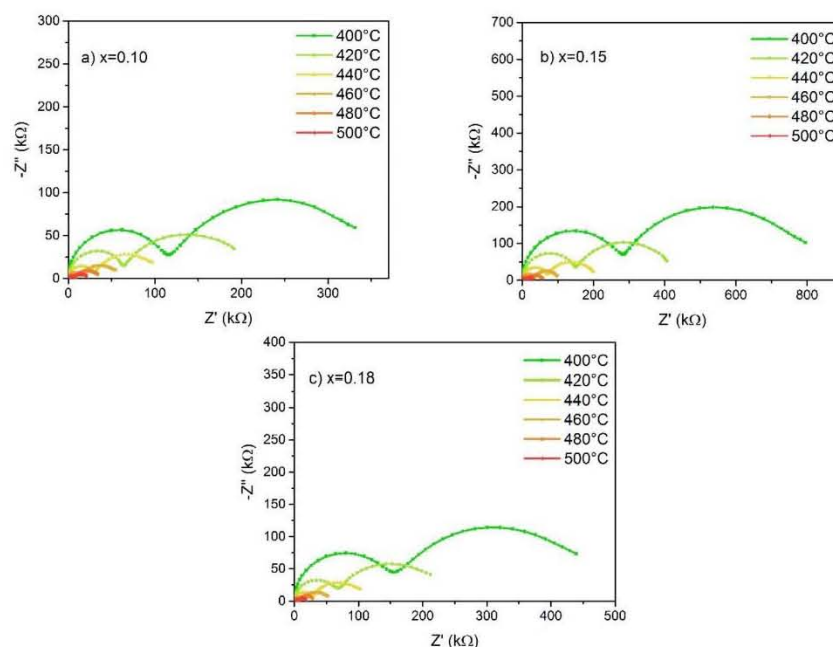 a) x=0.10
400°C
420°C
440°C
460°C
480°C
500°C
300
250
200
150
100
50
0
0
100
200
300
-Z'' (kΩ)
Z' (kΩ)
b) x=0.15
400°C
420°C
440°C
460°C
480°C
500°C
700
600
500
400
300
200
100
0
0
200
400
600
800
-Z'' (kΩ)
Z' (kΩ)
c) x=0.18
400°C
420°C
440°C
460°C
480°C
500°C
400
350
300
250
200
150
100
50
0
0
100
200
300
400
500
-Z'' (kΩ)
Z' (kΩ)